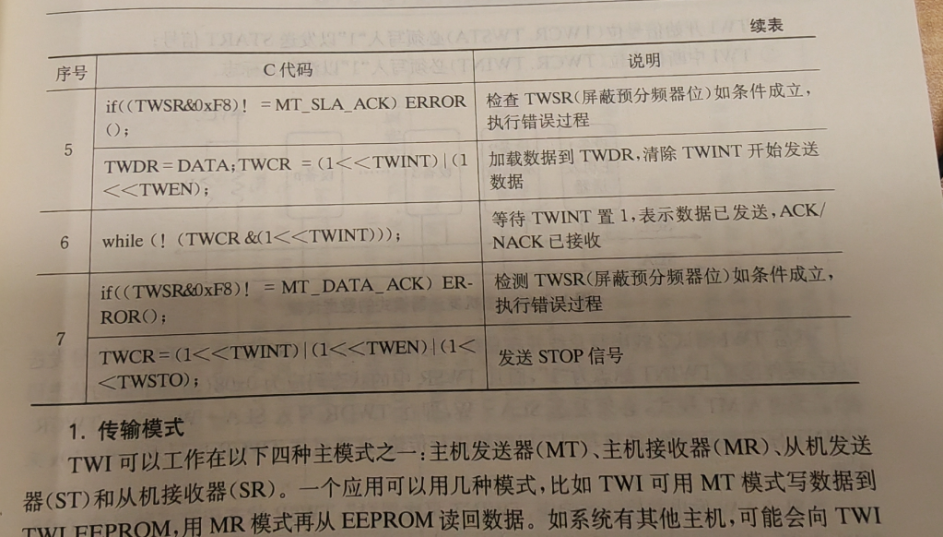 续表
序号 C代码 说明
5
if((TWSR&0xF8)! =MT_SLA_ACK) ERROR
();
检查 TWSR(屏蔽预分频器位)如条件成立,
执行错误过程
TWDR=DATA;TWCR =(1<<TWINT)|(1
<<TWEN);
加载数据到 TWDR,清除 TWINT 开始发送
数据
6
while (! (TWCR &(1<<TWINT)));
等待 TWINT 置 1,表示数据已发送,ACK/
NACK 已接收
7
if((TWSR&0xF8)! = MT_DATA_ACK) ER-
ROR();
检测 TWSR(屏蔽预分频器位)如条件成立,
执行错误过程
TWCR=(1<<TWINT)|(1<<TWEN)|(1<
<TWSTO);
发送 STOP 信号
1. 传输模式
TWI 可以工作在以下四种主模式之一:主机发送器(MT)、主机接收器(MR)、从机发送
器(ST)和从机接收器(SR)。一个应用可以用几种模式,比如 TWI 可用 MT 模式写数据到
TWI EEPROM,用 MR 模式再从 EEPROM 读回数据。如系统有其他主机,可能会向 TWI